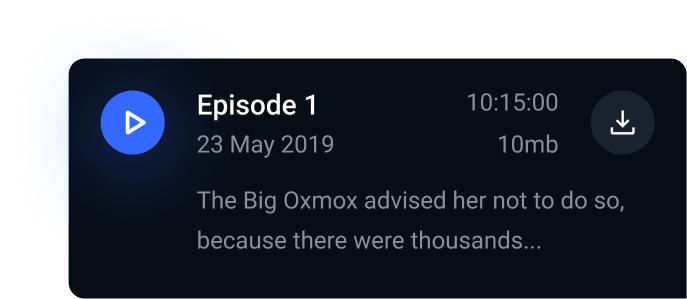 Episode 1
10:15:00
23 May 2019
10mb
The Big Oxmox advised her not to do so,
because there were thousands...